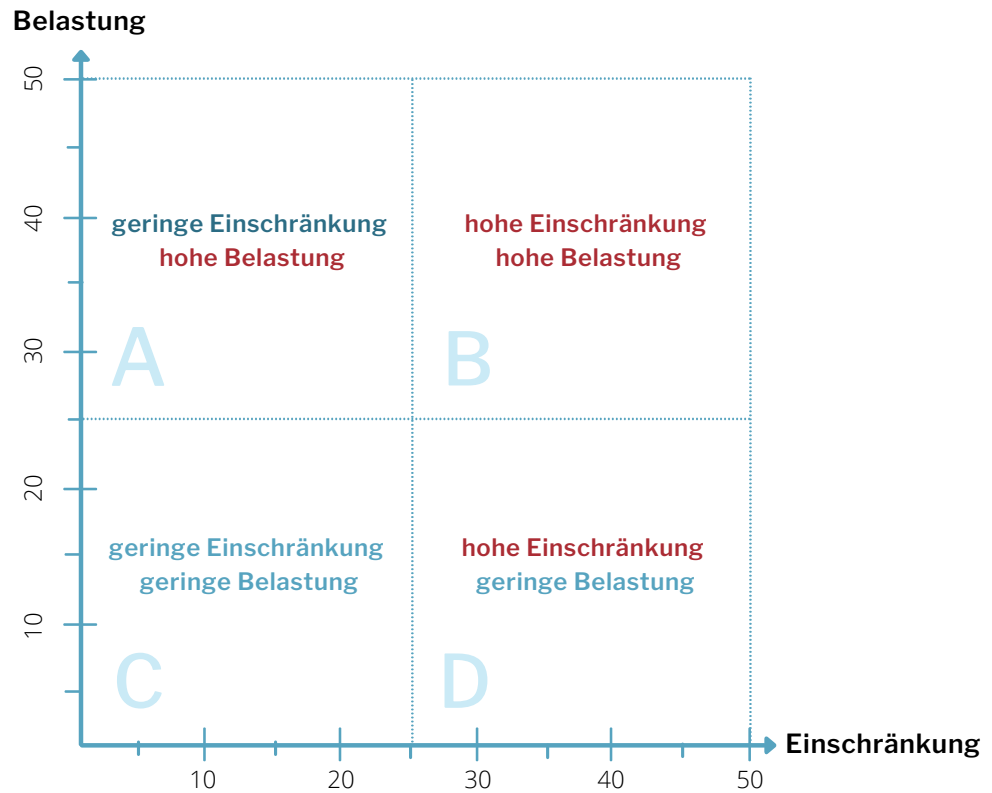 Belastung
50
40
geringe Einschränkung
hohe Belastung
hohe Einschränkung
hohe Belastung
30
A
B
20
geringe Einschränkung
geringe Belastung
hohe Einschränkung
geringe Belastung
10
C
D
Einschränkung
10
20
30
40
50